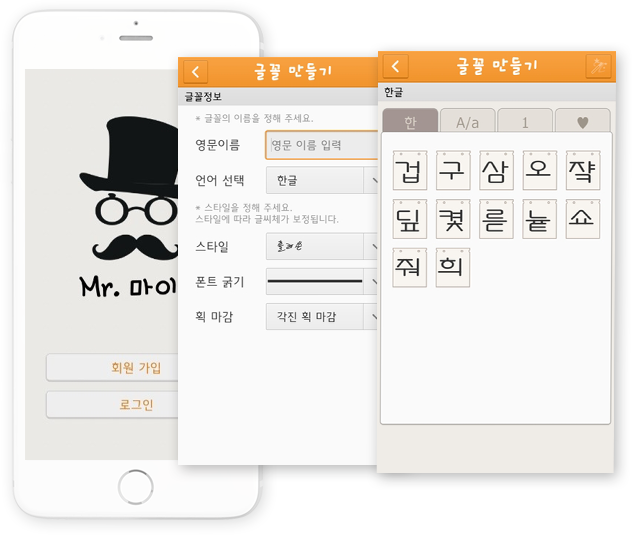 Mr. 마이
회원 가입
로그인
글꼴 만들기
글꼴정보
* 글꼴의 이름을 정해 주세요.
영문이름
영문 이름 입력
언어 선택
한글
* 스타일을 정해 주세요.
스타일에 따라 글씨체가 보정됩니다.
스타일
폰트 굵기
획 마감
각진 획 마감
글꼴 만들기
한글
한 A/a 1 ♥
겁 구 삼 오 쟉
딮 켳 른 눝 쇼
줘 희